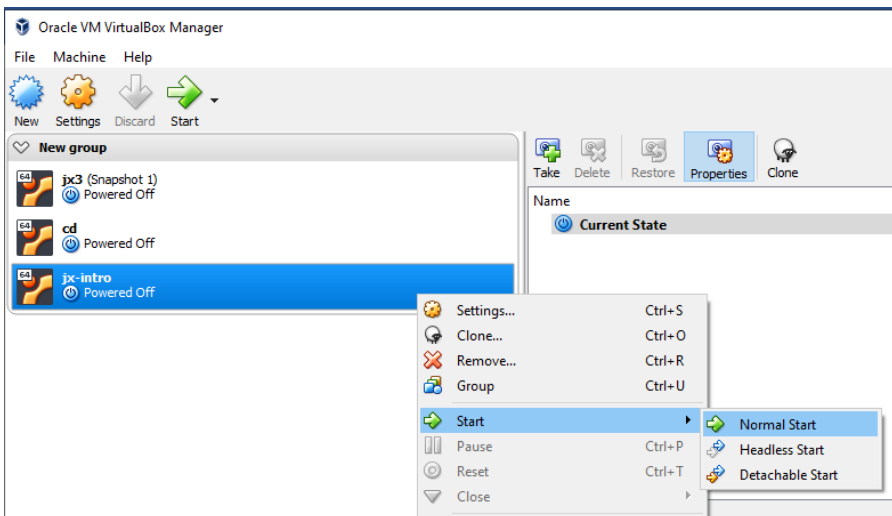 Oracle VM VirtualBox Manager
File Machine Help
New Settings Discard Start
New group
64 jx3 (Snapshot 1)
Powered Off
64 cd
Powered Off
64 jx-intro
Powered Off
Take Delete Restore Properties Clone
Name
Current State
Settings... Ctrl+S
Clone... Ctrl+O
Remove... Ctrl+R
Group Ctrl+U
Start
Pause Ctrl+P
Reset Ctrl+T
Close
Normal Start
Headless Start
Detachable Start